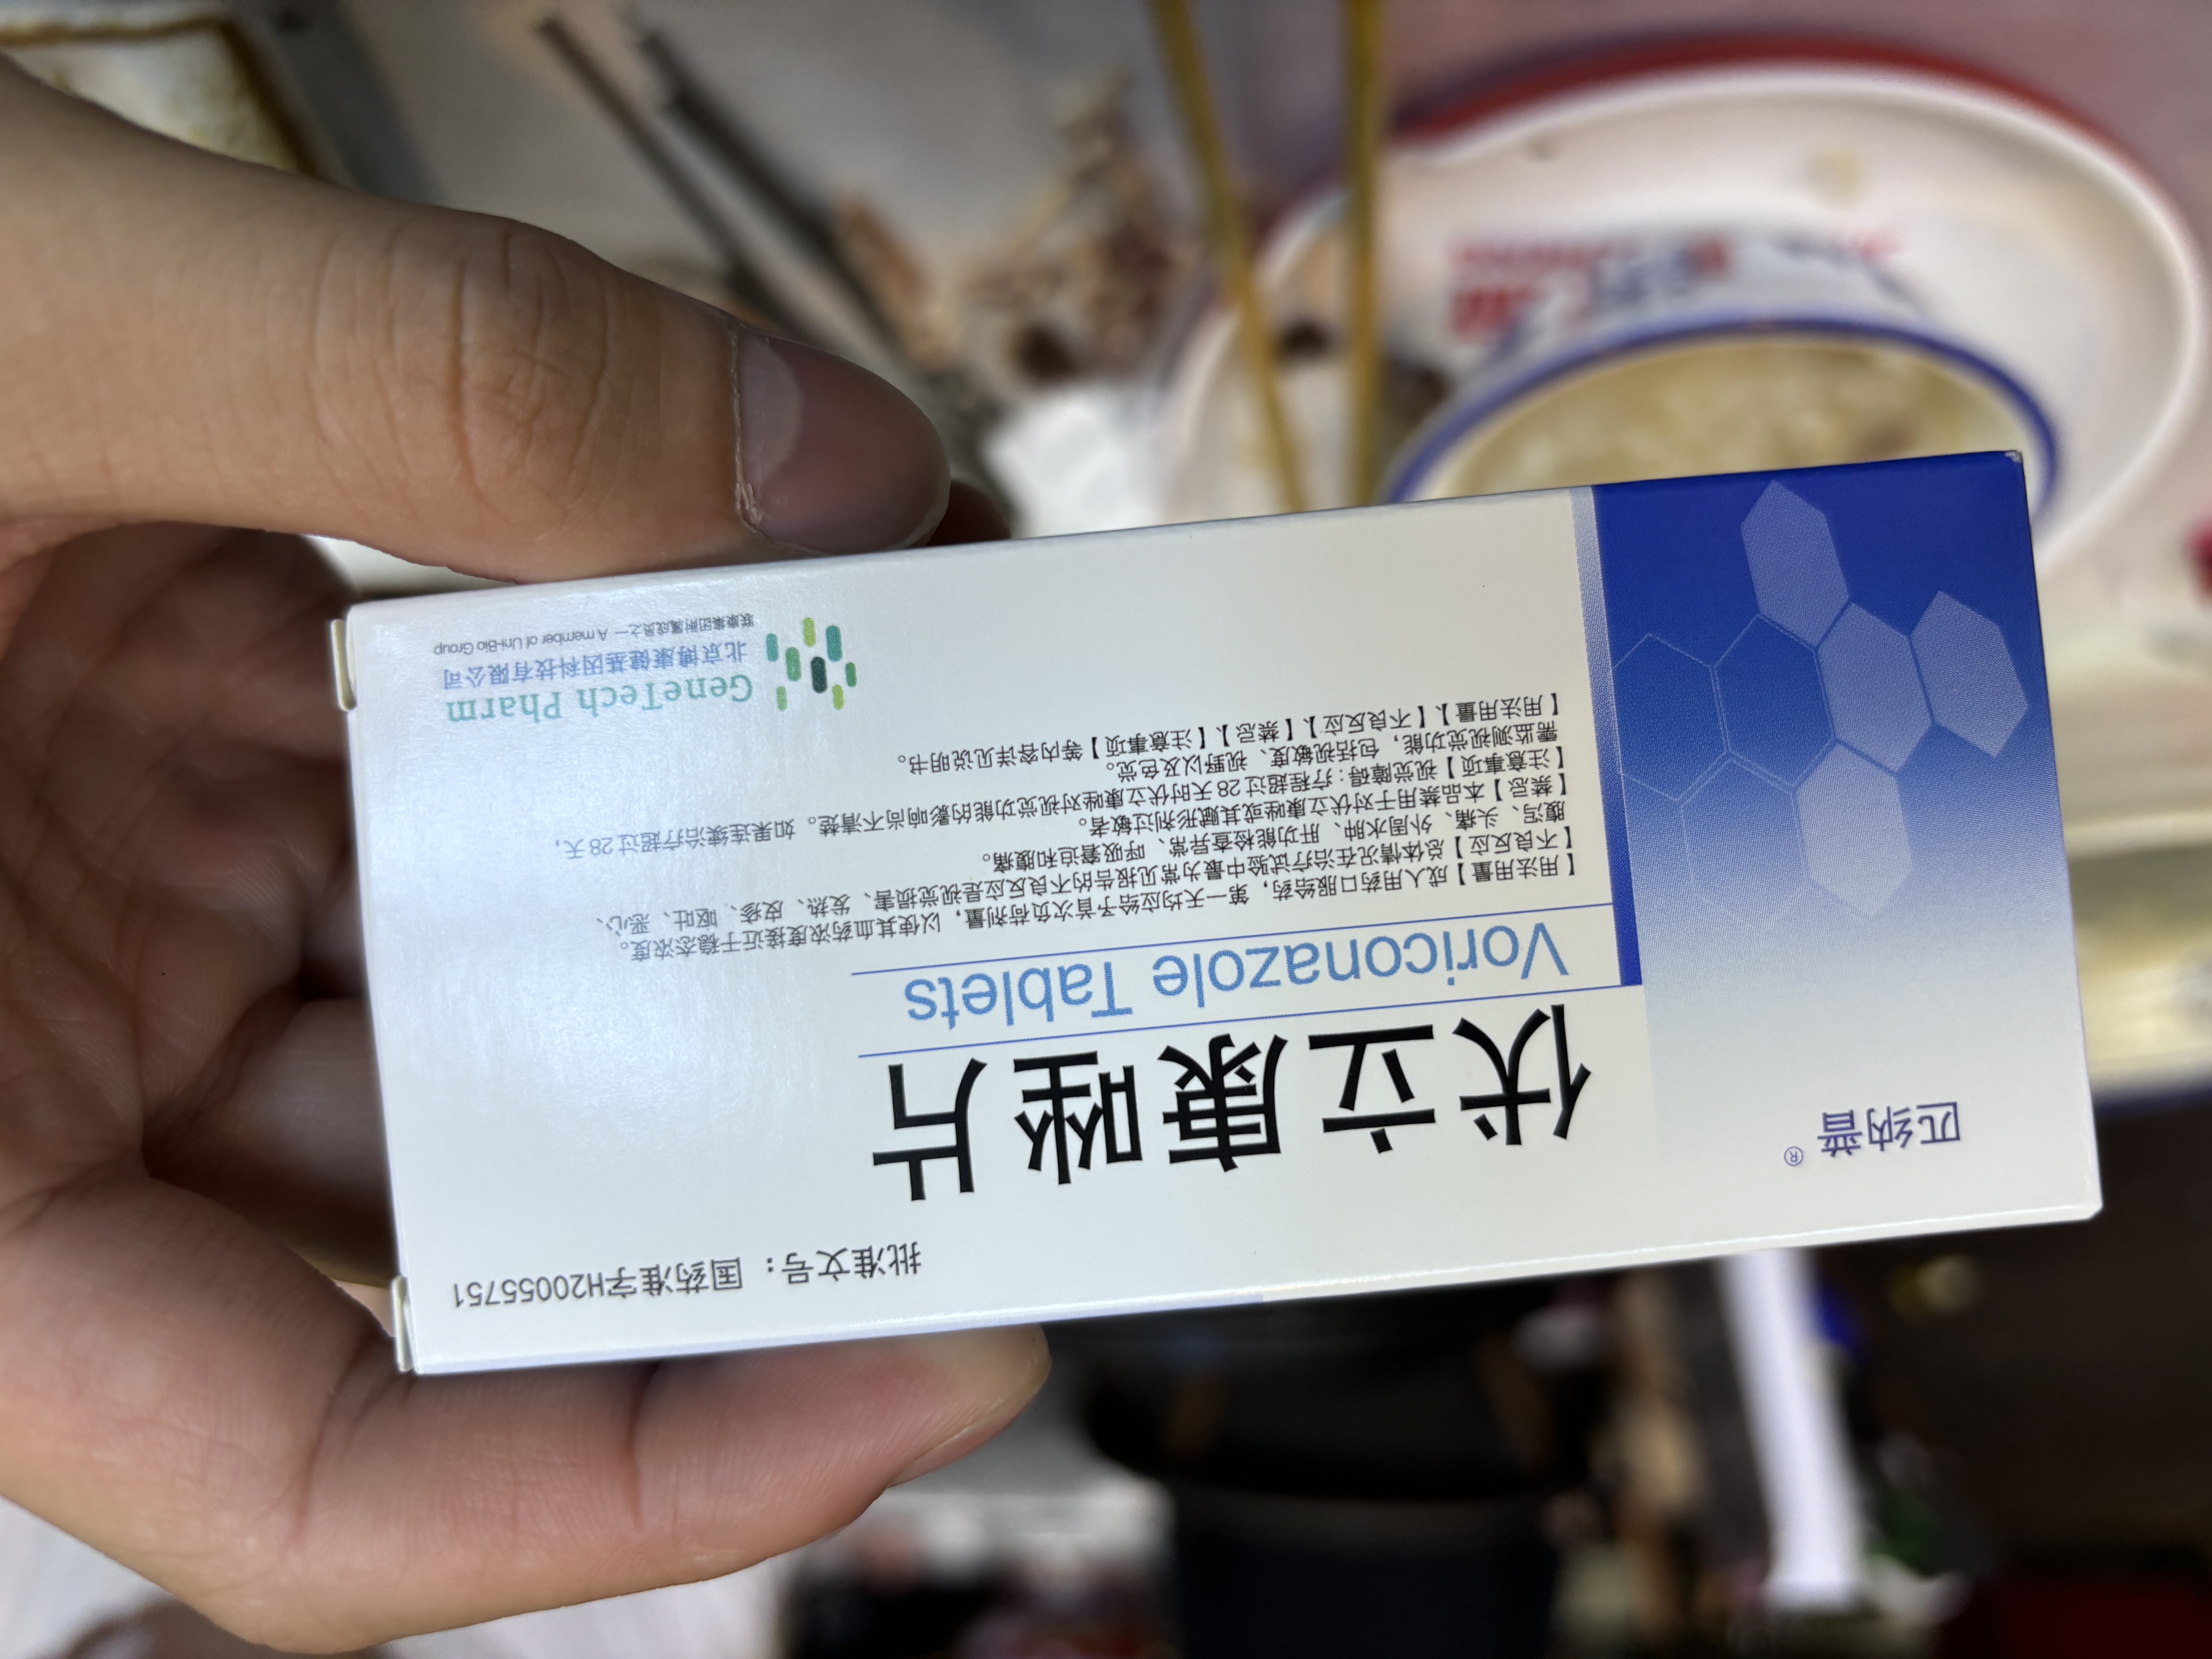 批准文号：国药准字H20055751
匹纳普®
伏立康唑片
Voriconazole Tablets
【用法用量】成人用药口服给药，第一天均应给予首次负荷剂量，以使其血药浓度接近于稳态浓度。
【不良反应】总体情况在治疗试验中最为常见报告的不良反应是视觉损害、发热、皮疹、呕吐、恶心、
腹泻、头痛、外周水肿、肝功能检查异常、呼吸窘迫和腹痛。
【禁忌】本品禁用于对伏立康唑或其赋形剂过敏者。
【注意事项】视觉障碍：疗程超过28天时伏立康唑对视觉功能的影响尚不清楚。如果连续治疗超过28天，
需监测视觉功能，包括视敏度、视野以及色觉。
【用法用量】、【不良反应】、【禁忌】、【注意事项】等内容详见说明书。
GeneTech Pharm
北京博康健基因科技有限公司
联康集团附属成员之一 A member of Uni-Bio Group